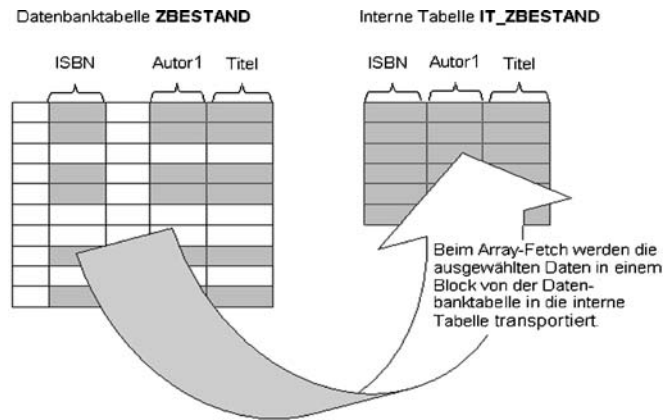 Datenbanktabelle ZBESTAND
Interne Tabelle IT_ZBESTAND
ISBN Autor1 Titel
ISBN Autor1 Titel
Beim Array-Fetch werden die
ausgewählten Daten in einem
Block von der Daten-
banktabelle in die interne
Tabelle transportiert.